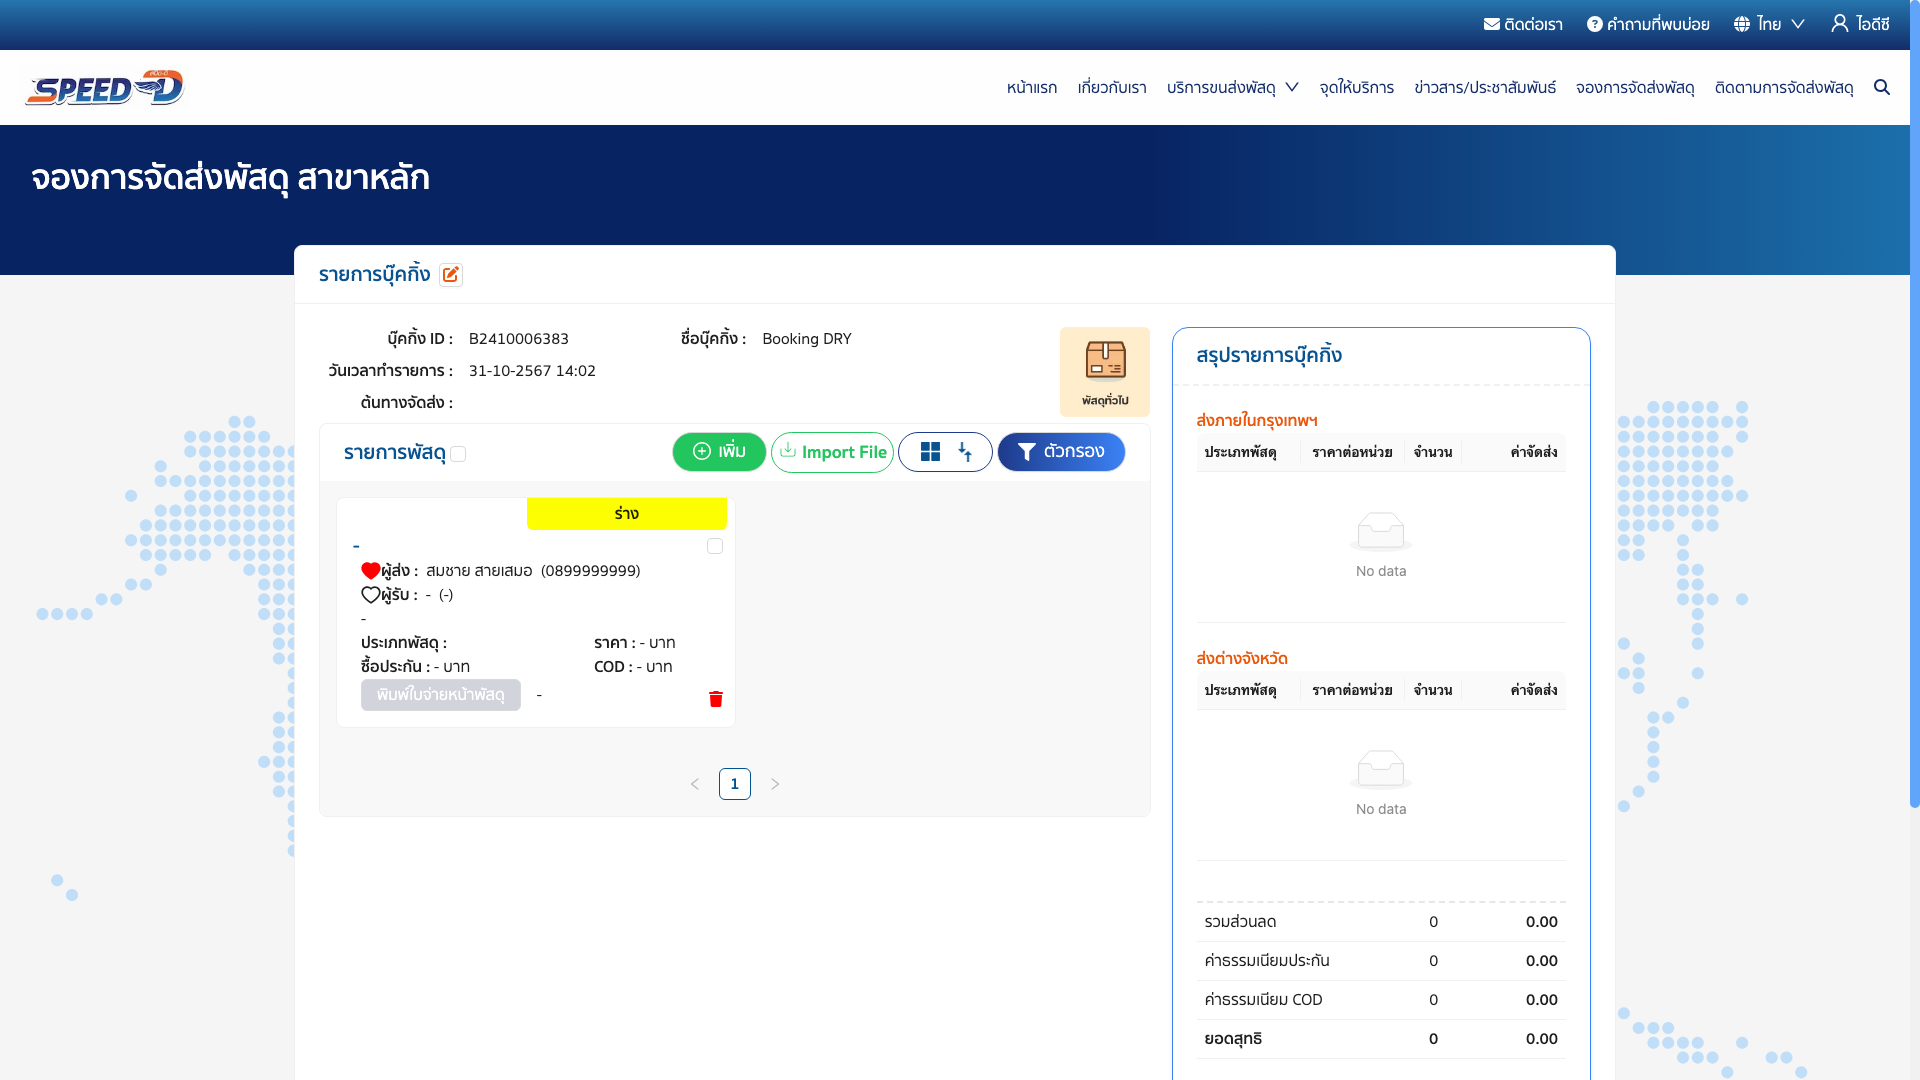 ติดต่อเรา คำถามที่พบบ่อย ไทย ไอดีซี
SPEED-D
หน้าแรก เกี่ยวกับเรา บริการขนส่งพัสดุ จุดให้บริการ ข่าวสาร/ประชาสัมพันธ์ จองการจัดส่งพัสดุ ติดตามการจัดส่งพัสดุ
จองการจัดส่งพัสดุ สาขาหลัก
รายการบุ๊คกิ้ง
บุ๊คกิ้ง ID : B2410006383 ชื่อบุ๊คกิ้ง : Booking DRY
วันเวลาทำรายการ : 31-10-2567 14:02
ต้นทางจัดส่ง :
พัสดุทั่วไป
รายการพัสดุ เพิ่ม Import File ตัวกรอง
ร่าง
-
ผู้ส่ง : สมชาย สายเสมอ (0899999999)
ผู้รับ : - (-)
-
ประเภทพัสดุ : ราคา : - บาท
ซื้อประกัน : - บาท COD : - บาท
พิมพ์ใบจ่ายหน้าพัสดุ -
1
สรุปรายการบุ๊คกิ้ง
ส่งภายในกรุงเทพฯ
ประเภทพัสดุ ราคาต่อหน่วย จำนวน ค่าจัดส่ง
No data
ส่งต่างจังหวัด
ประเภทพัสดุ ราคาต่อหน่วย จำนวน ค่าจัดส่ง
No data
รวมส่วนลด 0 0.00
ค่าธรรมเนียมประกัน 0 0.00
ค่าธรรมเนียม COD 0 0.00
ยอดสุทธิ 0 0.00